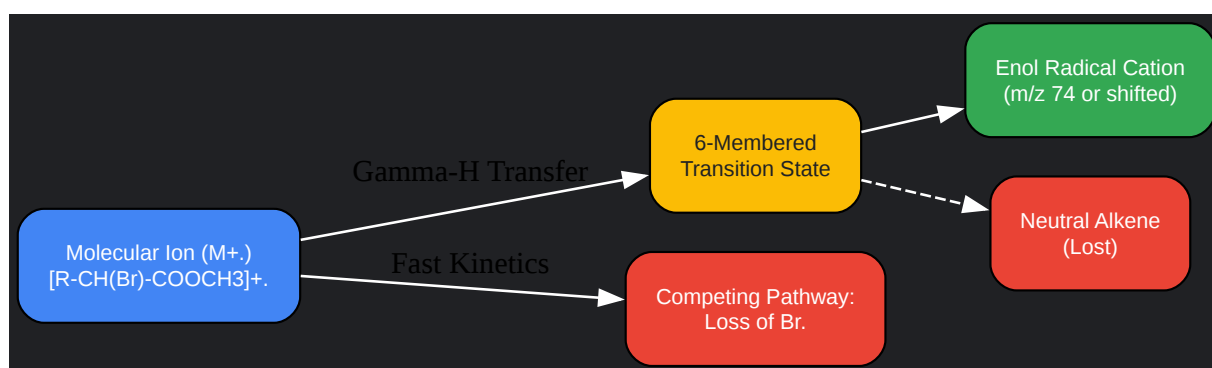 Molecular Ion (M+.)
[R-CH(Br)-COOCH3]+.
Gamma-H Transfer
Fast Kinetics
6-Membered
Transition State
Competing Pathway:
Loss of Br.
Enol Radical Cation
(m/z 74 or shifted)
Neutral Alkene
(Lost)